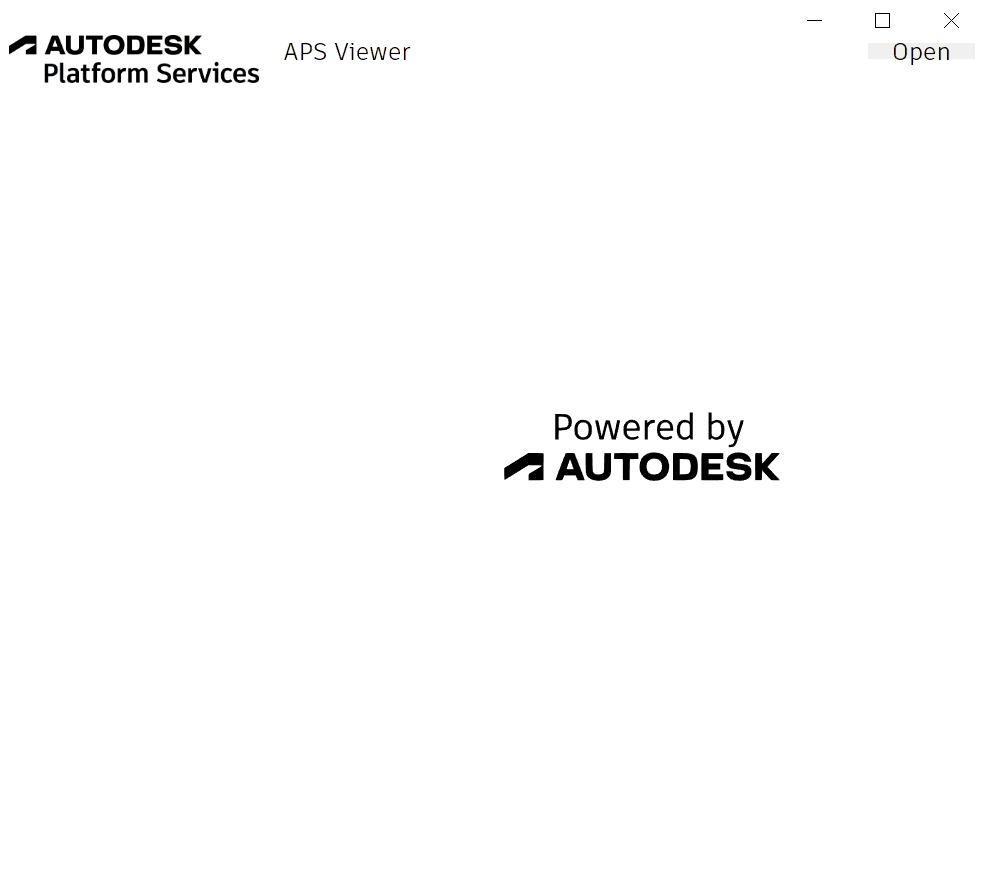 AUTODESK
Platform Services
APS Viewer
Open
Powered by
AUTODESK